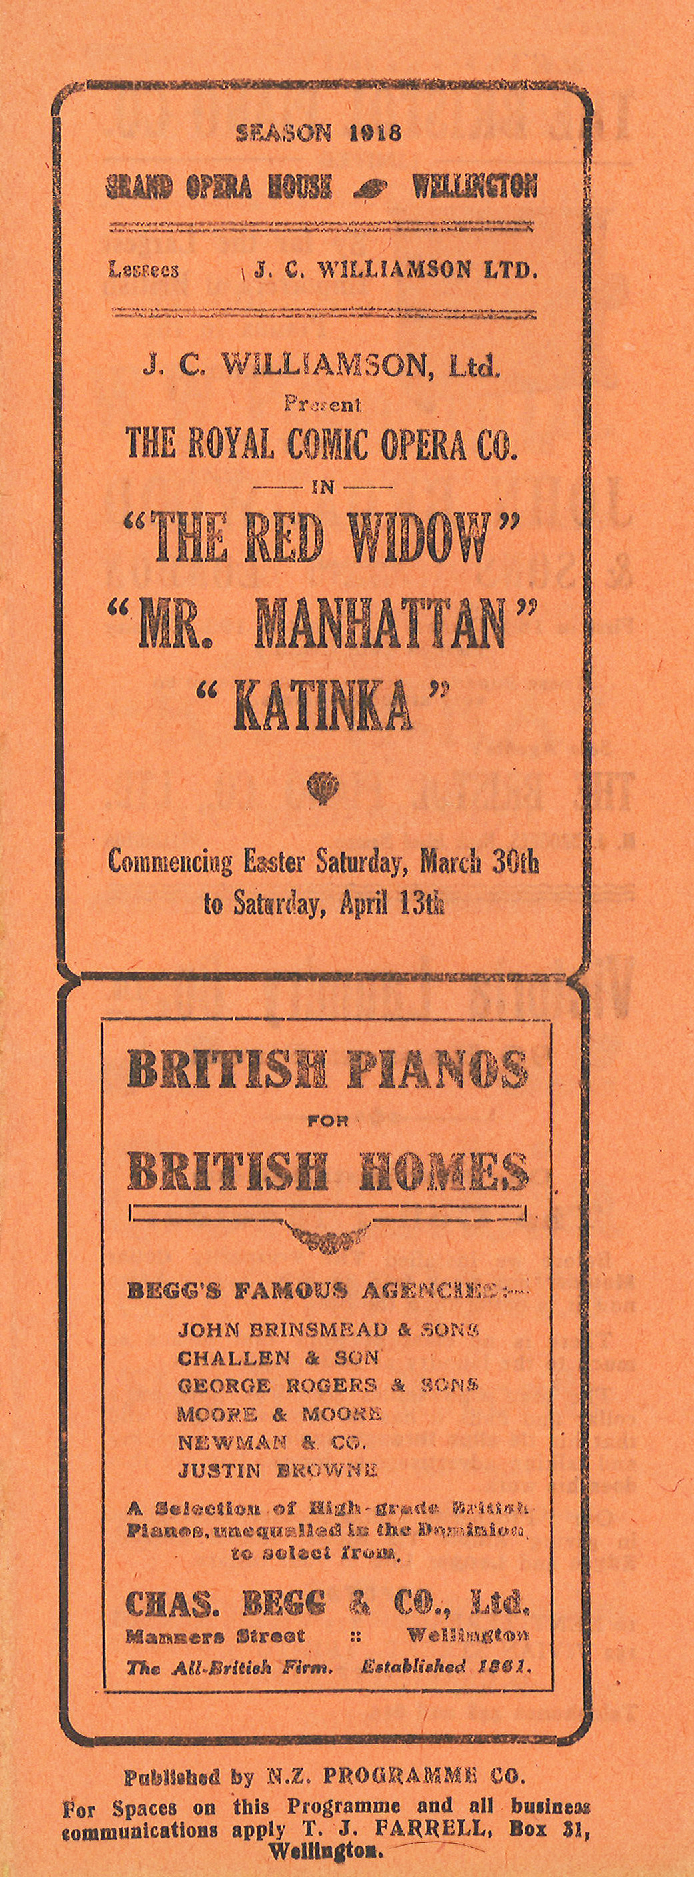 SEASON 1918
GRAND OPERA HOUSE WELLINGTON
Lessees J. C. WILLIAMSON LTD.
J. C. WILLIAMSON, Ltd.
Present
THE ROYAL COMIC OPERA CO.
IN
"THE RED WIDOW"
"MR. MANHATTAN"
"KATINKA"
Commencing Easter Saturday, March 30th
to Saturday, April 13th
BRITISH PIANOS
FOR
BRITISH HOMES
BEGG'S FAMOUS AGENCIES:—
JOHN BRINSMEAD & SONS
CHALLEN & SON
GEORGE ROGERS & SONS
MOORE & MOORE
NEWMAN & CO.
JUSTIN BROWNE
A Selection of High-grade British
Pianos, unequalled in the Dominion,
to select from.
CHAS. BEGG & CO., Ltd.
Manners Street :: Wellington
The All-British Firm. Established 1861.
Published by N.Z. PROGRAMME CO.
For Spaces on this Programme and all business
communications apply T. J. FARRELL, Box 31,
Wellington.